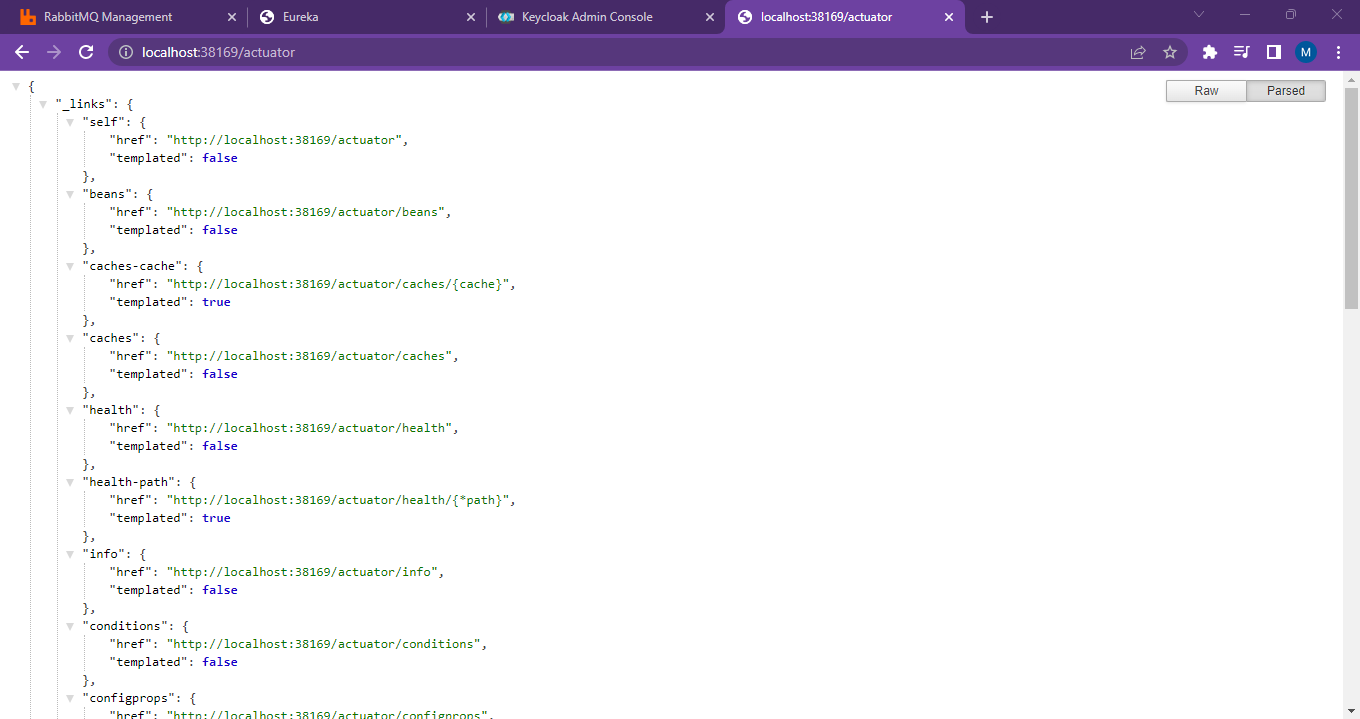 RabbitMQ Management
Eureka
Keycloak Admin Console
localhost:38169/actuator
localhost:38169/actuator
M
Raw
Parsed
{
"_links": {
"self": {
"href": "http://localhost:38169/actuator",
"templated": false
},
"beans": {
"href": "http://localhost:38169/actuator/beans",
"templated": false
},
"caches-cache": {
"href": "http://localhost:38169/actuator/caches/{cache}",
"templated": true
},
"caches": {
"href": "http://localhost:38169/actuator/caches",
"templated": false
},
"health": {
"href": "http://localhost:38169/actuator/health",
"templated": false
},
"health-path": {
"href": "http://localhost:38169/actuator/health/{*path}",
"templated": true
},
"info": {
"href": "http://localhost:38169/actuator/info",
"templated": false
},
"conditions": {
"href": "http://localhost:38169/actuator/conditions",
"templated": false
},
"configprops": {
"href": "http://localhost:38169/actuator/configprops",